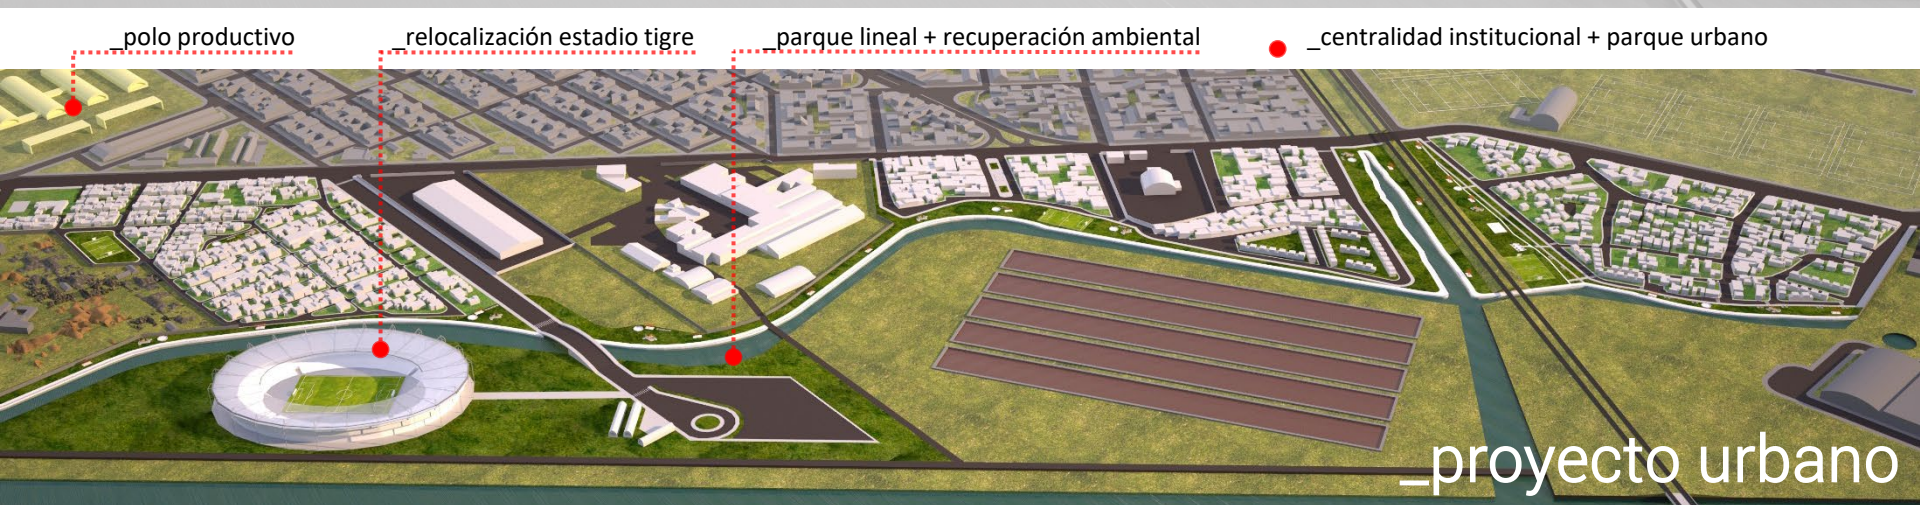 _polo productivo
_relocalización estadio tigre
_parque lineal + recuperación ambiental
_centralidad institucional + parque urbano
_proyecto urbano